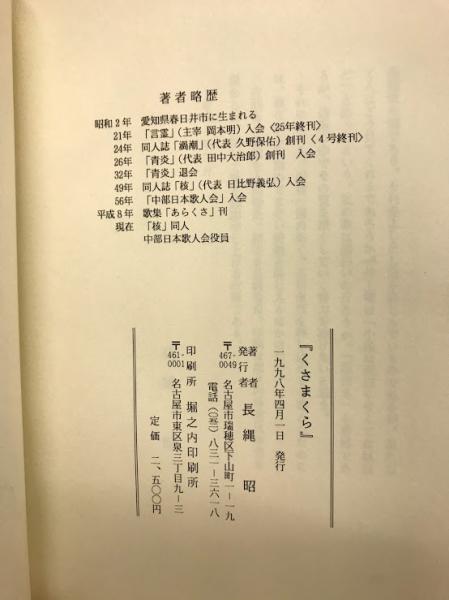 著者略歴
昭和2年 愛知県春日井市に生まれる
21年 「言霊」(主宰 岡本明)入会〈25年終刊〉
24年 同人誌「渦潮」(代表 久野保佑)創刊〈4号終刊〉
26年 「青炎」(代表 田中大治郎)創刊 入会
32年 「青炎」退会
49年 同人誌「核」(代表 日比野義弘)入会
56年 「中部日本歌人会」入会
平成8年 歌集「あらくさ」刊
現在 「核」同人
中部日本歌人会役員
『くさまくら』
一九九八年四月一日 発行
著者
発行者 長縄 昭
〒467-0049 名古屋市瑞穂区下山町一ー一九
電話(〇五二)八三一ー三六一八
印刷所 堀之内印刷所
〒461-0001 名古屋市東区泉三丁目九ー三
定価 二、五〇〇円